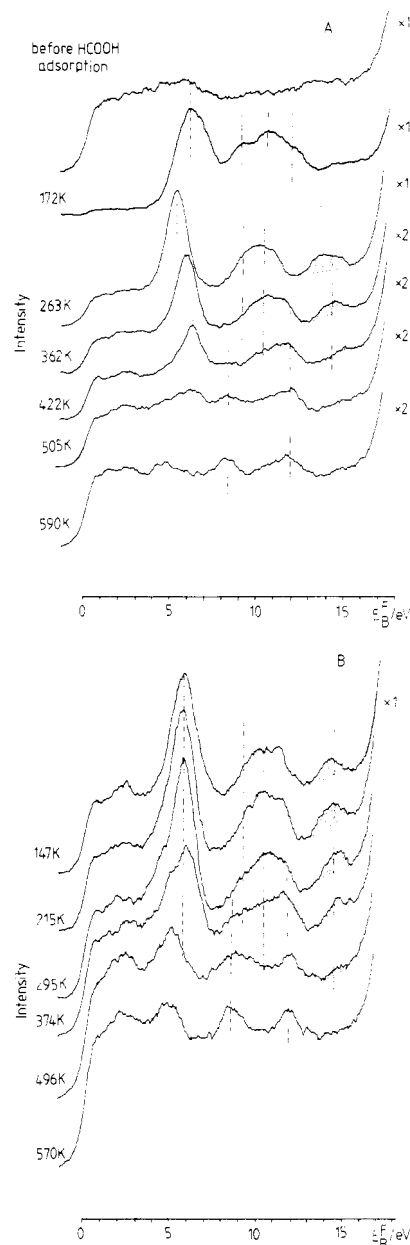 A
before HCOOH
adsorption
×1
×1
172K
×1
263K
×2
362K
×2
422K
×2
505K
×2
590K
Intensity
0 5 10 15 E_B^F/eV
B
×1
147K
215K
295K
374K
496K
570K
Intensity
0 5 10 15 E_B^F/eV